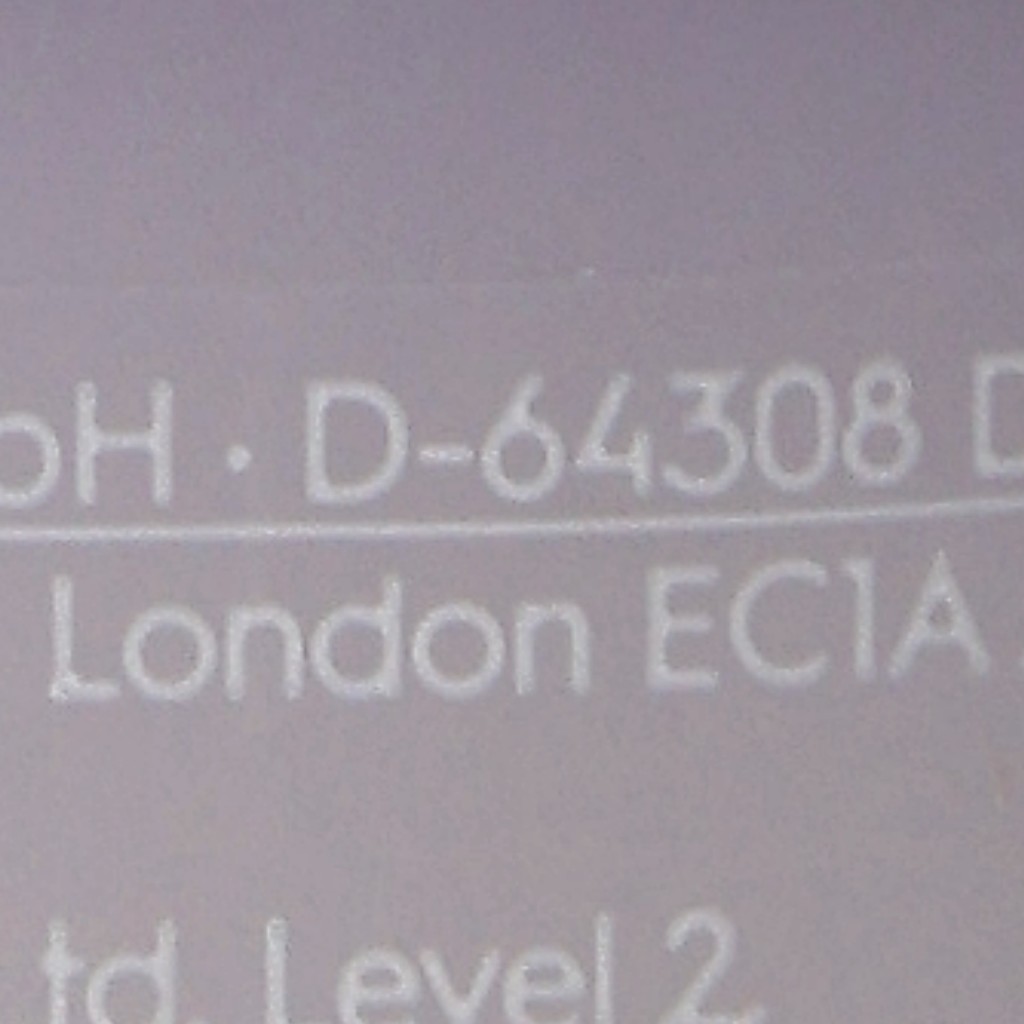 bH · D-64308 D
London EC1A
td. Level 2